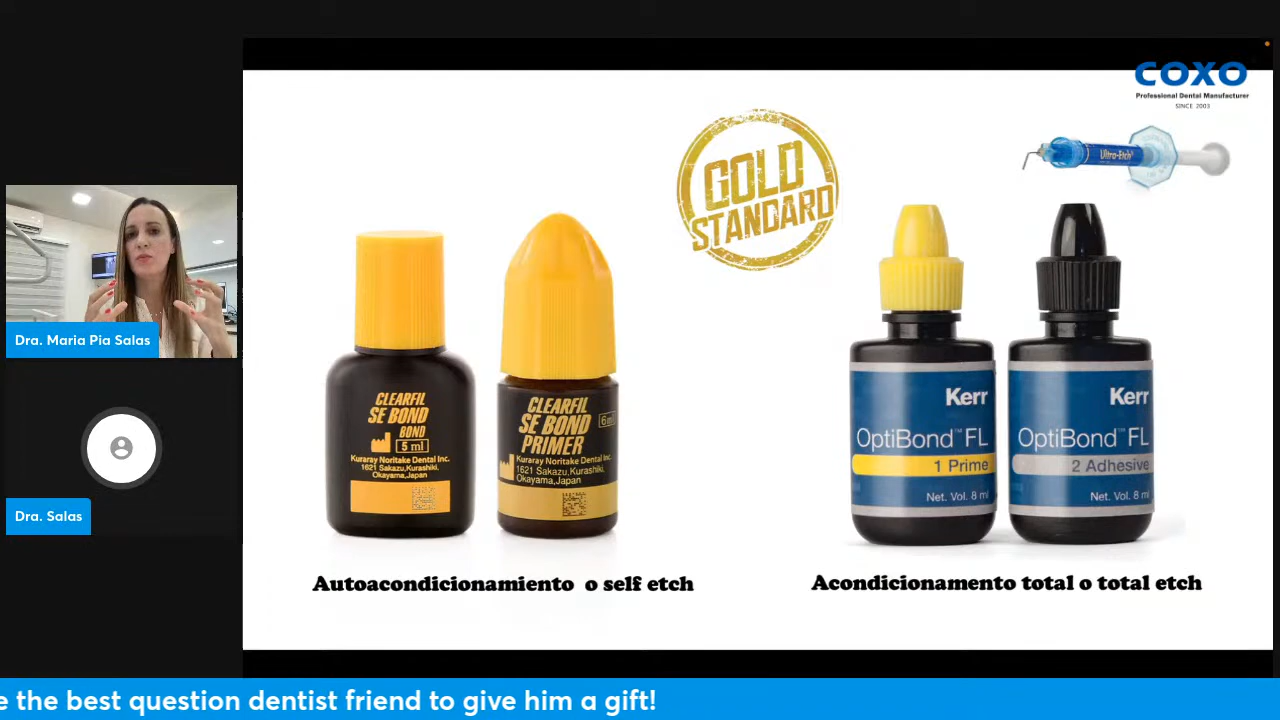 COXO
Professional Dental Manufacturer
SINCE 2003
GOLD
STANDARD
Ultra-Etch
Dra. Maria Pia Salas
Dra. Salas
CLEARFIL
SE BOND
BOND
5 ml
Kuraray Noritake Dental Inc.
1621 Sakazu,Kurashiki,
Okayama,Japan
CLEARFIL
SE BOND
PRIMER
6ml
Kuraray Noritake Dental Inc.
1621 Sakazu,Kurashiki,
Okayama,Japan
Kerr
OptiBond™ FL
1 Prime
Net. Vol. 8 ml
Kerr
OptiBond™ FL
2 Adhesive
Net. Vol. 8 ml
Autoacondicionamiento o self etch
Acondicionamento total o total etch
e the best question dentist friend to give him a gift!